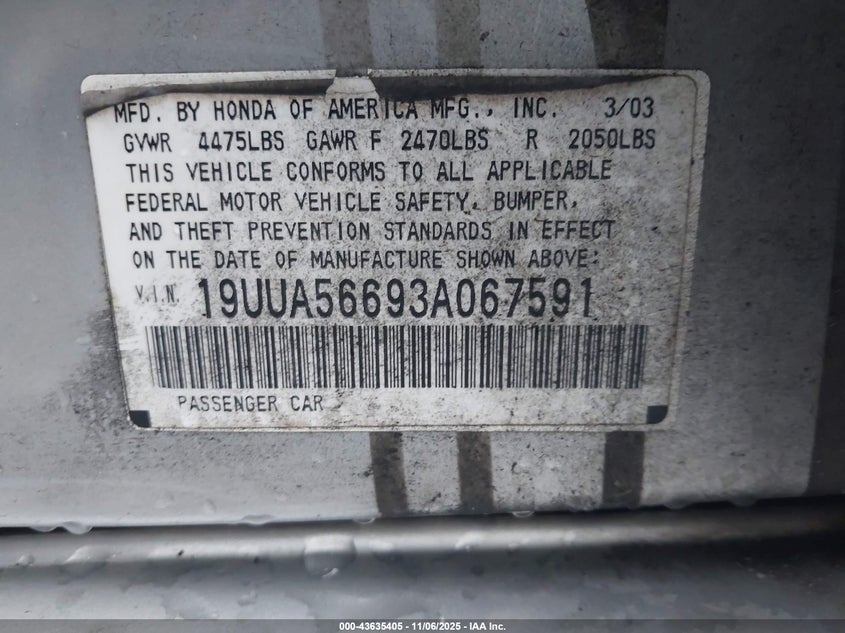 MFD. BY HONDA OF AMERICA MFG., INC. 3/03
GVWR 4475LBS GAWR F 2470LBS R 2050LBS
THIS VEHICLE CONFORMS TO ALL APPLICABLE
FEDERAL MOTOR VEHICLE SAFETY, BUMPER,
AND THEFT PREVENTION STANDARDS IN EFFECT
ON THE DATE OF MANUFACTURE SHOWN ABOVE:
V.I.N. 19UUA56693A067591
PASSENGER CAR
000-43635405 - 11/06/2025 - IAA Inc.